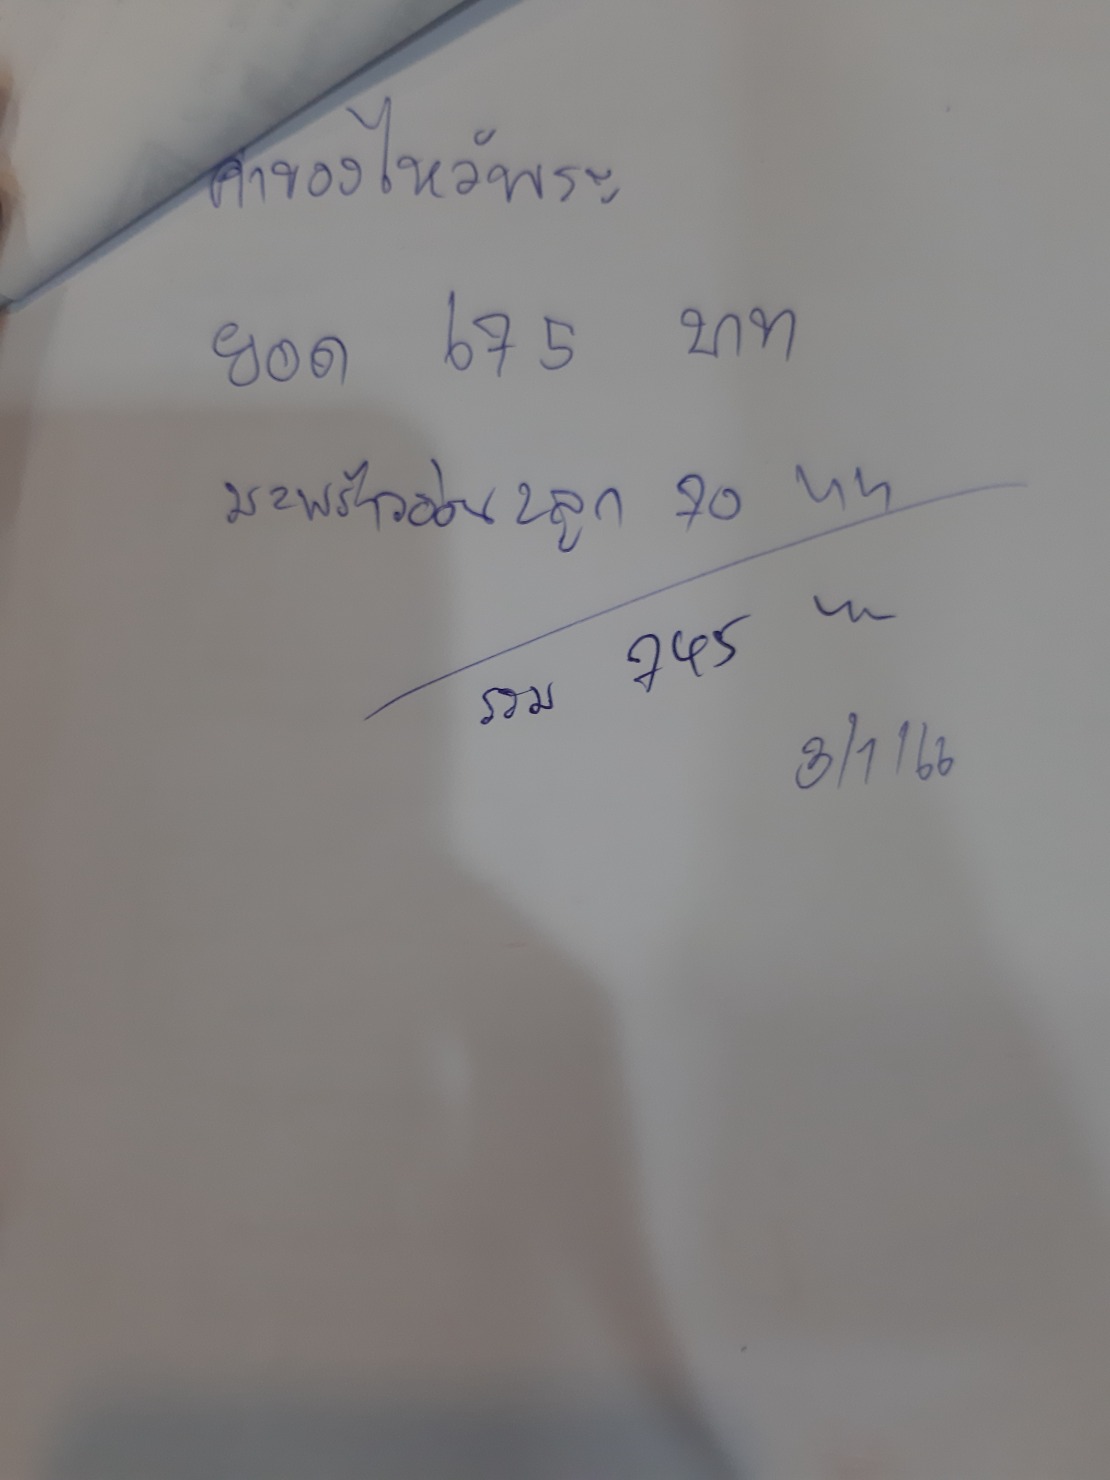 ค่าของไหว้พระ
ยอด 675 บาท
มะพร้าวอ่อน 2 ลูก 70 บาท
รวม 745
3/1/66